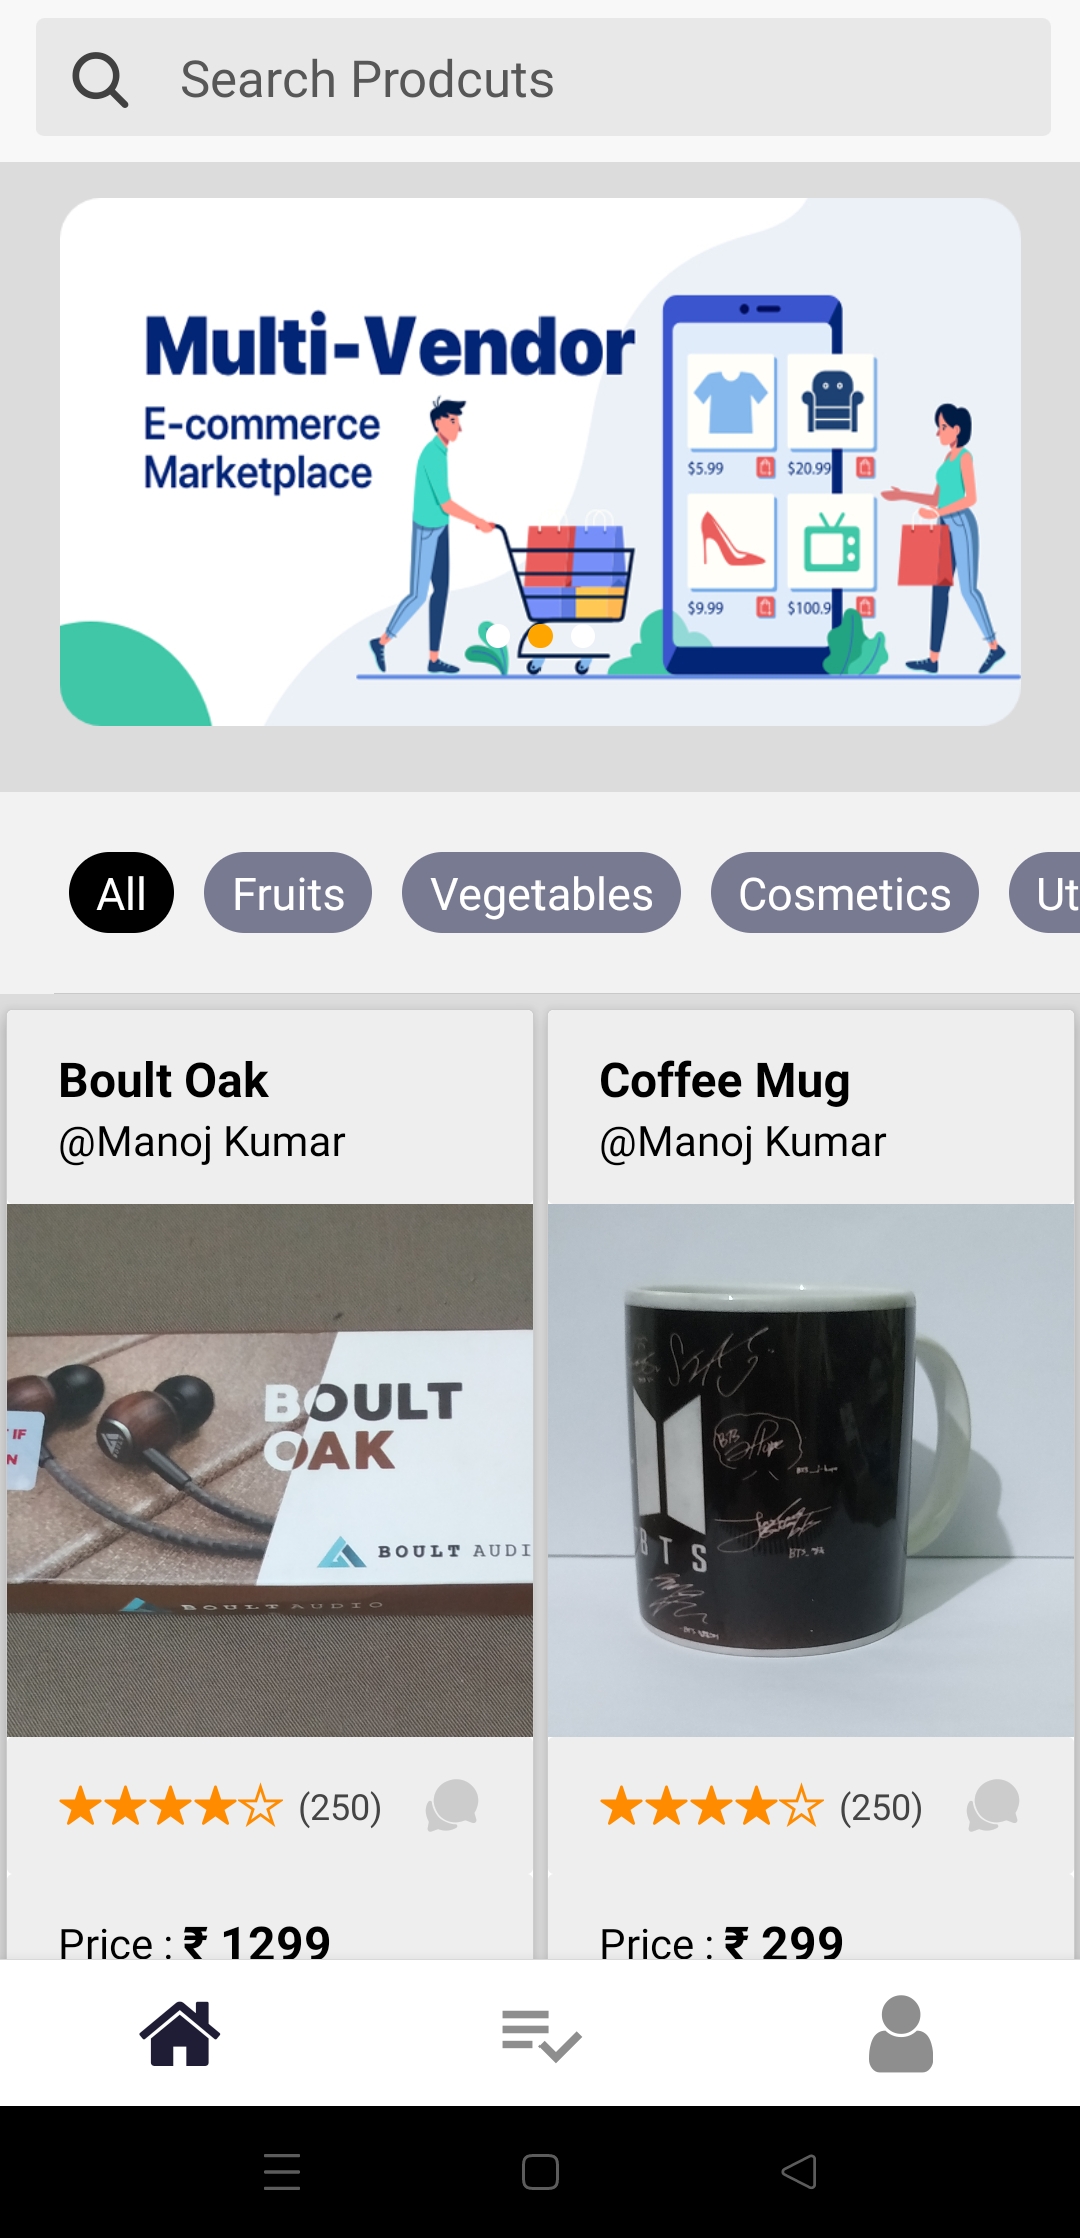 Search Prodcuts
Multi-Vendor
E-commerce
Marketplace
$5.99
$20.99
$9.99
$100.9
All
Fruits
Vegetables
Cosmetics
Ut
Boult Oak
@Manoj Kumar
IF
N
BOULT
OAK
BOULT AUDI
BOULT AUDIO
(250)
Price : ₹ 1299
Coffee Mug
@Manoj Kumar
BTS
(250)
Price : ₹ 299